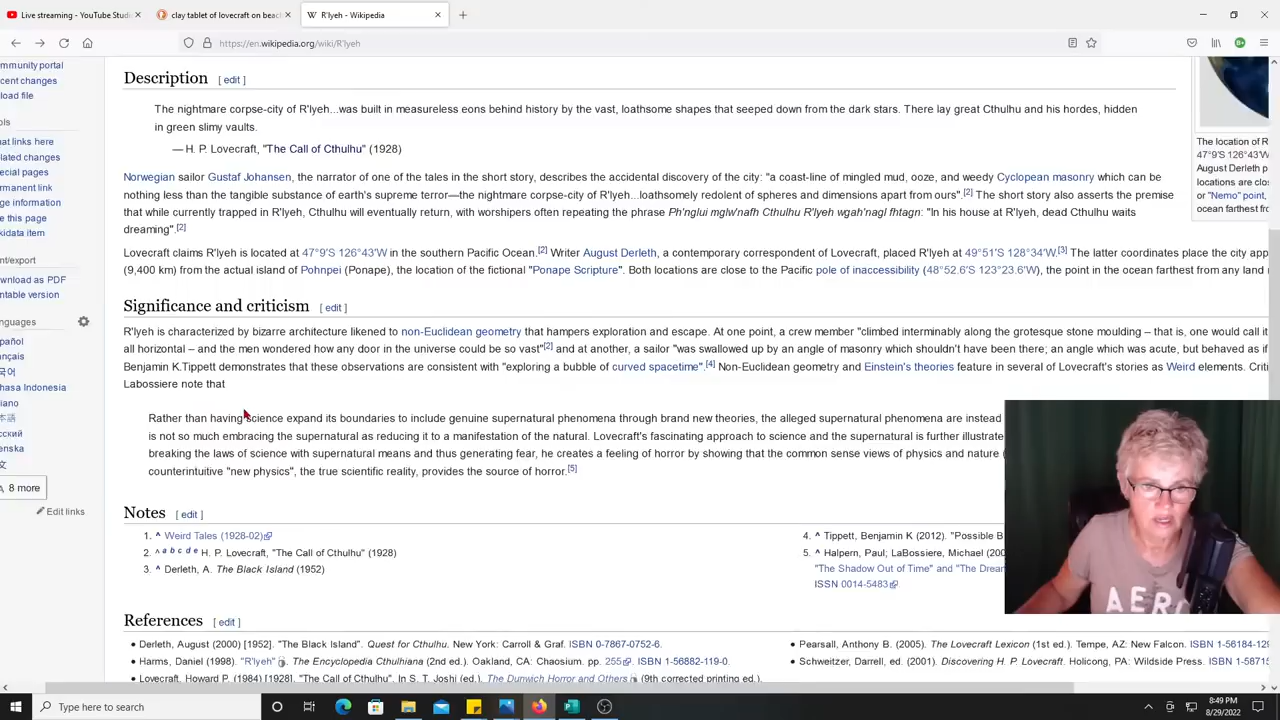 Live streaming - YouTube Studi
clay tablet of lovecraft on beach
R'lyeh - Wikipedia
https://en.wikipedia.org/wiki/R'lyeh
mmunity portal
ecent changes
load file
ols
hat links here
elated changes
pecial pages
ermanent link
ge information
te this page
ikidata item
int/export
ownload as PDF
ntable version
nguages
pañol
ançais
국어
hasa Indonesia
liano
本語
сский
enska
文
8 more
Edit links
Description [ edit ]
The nightmare corpse-city of R'lyeh...was built in measureless eons behind history by the vast, loathsome shapes that seeped down from the dark stars. There lay great Cthulhu and his hordes, hidden
in green slimy vaults.
— H. P. Lovecraft, "The Call of Cthulhu" (1928)
Norwegian sailor Gustaf Johansen, the narrator of one of the tales in the short story, describes the accidental discovery of the city: "a coast-line of mingled mud, ooze, and weedy Cyclopean masonry which can be
nothing less than the tangible substance of earth's supreme terror—the nightmare corpse-city of R'lyeh...loathsomely redolent of spheres and dimensions apart from ours".[2] The short story also asserts the premise
that while currently trapped in R'lyeh, Cthulhu will eventually return, with worshipers often repeating the phrase Ph'nglui mglw'nafh Cthulhu R'lyeh wgah'nagl fhtagn: "In his house at R'lyeh, dead Cthulhu waits
dreaming".[2]
Lovecraft claims R'lyeh is located at 47°9′S 126°43′W in the southern Pacific Ocean.[2] Writer August Derleth, a contemporary correspondent of Lovecraft, placed R'lyeh at 49°51′S 128°34′W.[3] The latter coordinates place the city app
(9,400 km) from the actual island of Pohnpei (Ponape), the location of the fictional "Ponape Scripture". Both locations are close to the Pacific pole of inaccessibility (48°52.6′S 123°23.6′W), the point in the ocean farthest from any land
The location of R
47°9′S 126°43′W
August Derleth p
locations are clos
or "Nemo" point,
ocean farthest fro
Significance and criticism [ edit ]
R'lyeh is characterized by bizarre architecture likened to non-Euclidean geometry that hampers exploration and escape. At one point, a crew member "climbed interminably along the grotesque stone moulding – that is, one would call it
all horizontal – and the men wondered how any door in the universe could be so vast"[2] and at another, a sailor "was swallowed up by an angle of masonry which shouldn't have been there; an angle which was acute, but behaved as if
Benjamin K.Tippett demonstrates that these observations are consistent with "exploring a bubble of curved spacetime".[4] Non-Euclidean geometry and Einstein's theories feature in several of Lovecraft's stories as Weird elements. Criti
Labossiere note that
Rather than having science expand its boundaries to include genuine supernatural phenomena through brand new theories, the alleged supernatural phenomena are instead
is not so much embracing the supernatural as reducing it to a manifestation of the natural. Lovecraft's fascinating approach to science and the supernatural is further illustrate
breaking the laws of science with supernatural means and thus generating fear, he creates a feeling of horror by showing that the common sense views of physics and nature (
counterintuitive "new physics", the true scientific reality, provides the source of horror.[5]
Notes [ edit ]
1. ^ Weird Tales (1928-02)
2. ^ a b c d e H. P. Lovecraft, "The Call of Cthulhu" (1928)
3. ^ Derleth, A. The Black Island (1952)
4. ^ Tippett, Benjamin K (2012). "Possible B
5. ^ Halpern, Paul; LaBossiere, Michael (200
"The Shadow Out of Time" and "The Drean
ISSN 0014-5483
References [ edit ]
• Derleth, August (2000) [1952]. "The Black Island". Quest for Cthulhu. New York: Carroll & Graf. ISBN 0-7867-0752-6.
• Harms, Daniel (1998). "R'lyeh". The Encyclopedia Cthulhiana (2nd ed.). Oakland, CA: Chaosium. pp. 255. ISBN 1-56882-119-0.
• Lovecraft, Howard P. (1984) [1928]. "The Call of Cthulhu". In S. T. Joshi (ed.). The Dunwich Horror and Others (9th corrected printing ed.).
• Pearsall, Anthony B. (2005). The Lovecraft Lexicon (1st ed.). Tempe, AZ: New Falcon. ISBN 1-56184-129
• Schweitzer, Darrell, ed. (2001). Discovering H. P. Lovecraft. Holicong, PA: Wildside Press. ISBN 1-58715
AERO
Type here to search
8:49 PM
8/29/2022